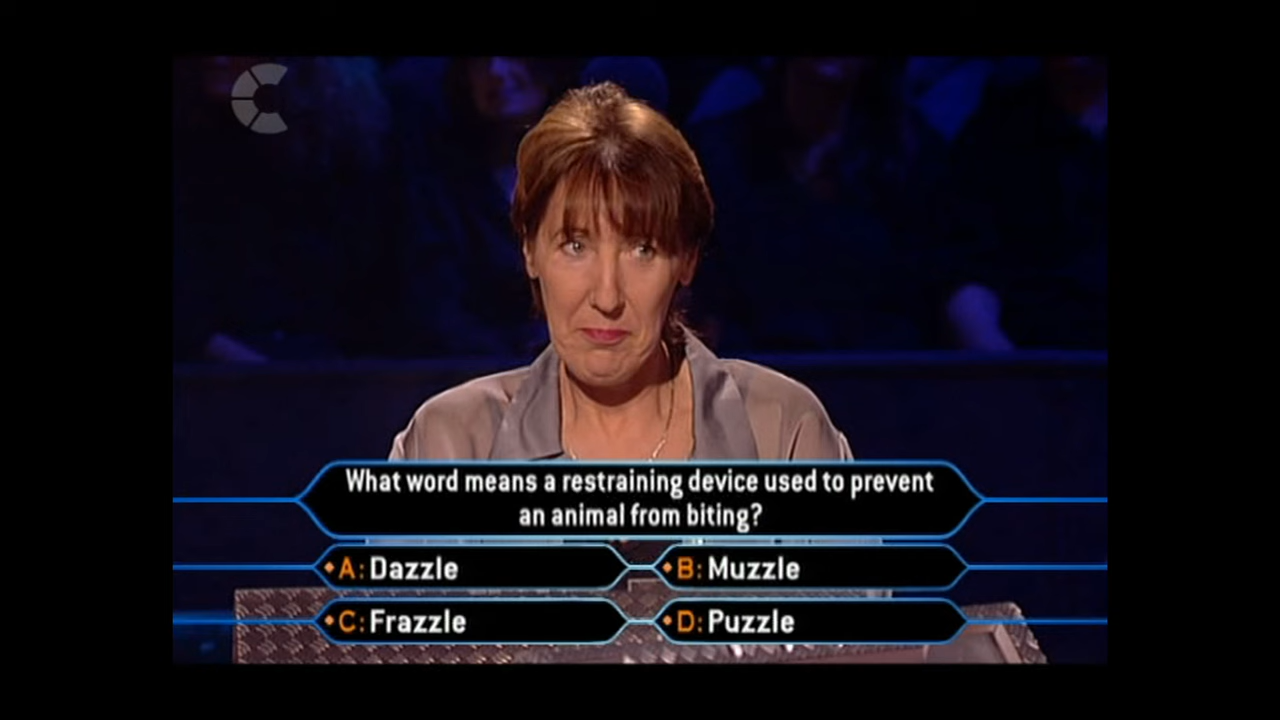 What word means a restraining device used to prevent
an animal from biting?
A: Dazzle
B: Muzzle
C: Frazzle
D: Puzzle